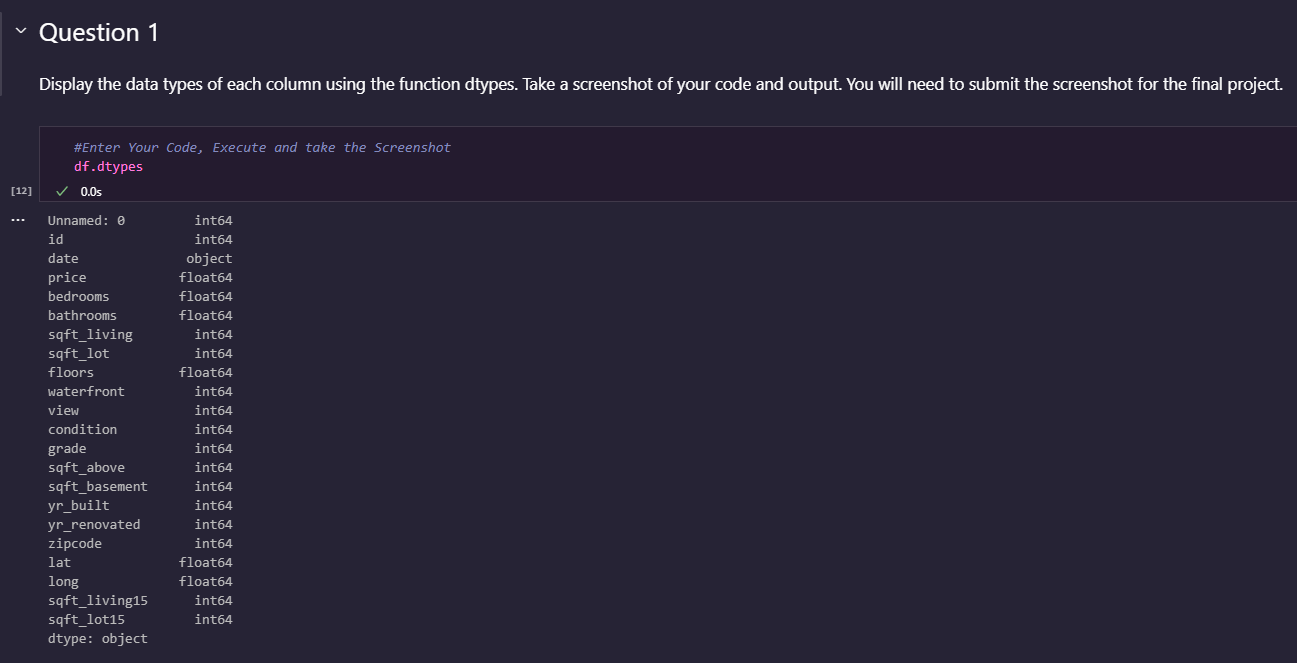 Question 1
Display the data types of each column using the function dtypes. Take a screenshot of your code and output. You will need to submit the screenshot for the final project.
#Enter Your Code, Execute and take the Screenshot
df.dtypes
[12] 0.0s
... Unnamed: 0 int64
id int64
date object
price float64
bedrooms float64
bathrooms float64
sqft_living int64
sqft_lot int64
floors float64
waterfront int64
view int64
condition int64
grade int64
sqft_above int64
sqft_basement int64
yr_built int64
yr_renovated int64
zipcode int64
lat float64
long float64
sqft_living15 int64
sqft_lot15 int64
dtype: object